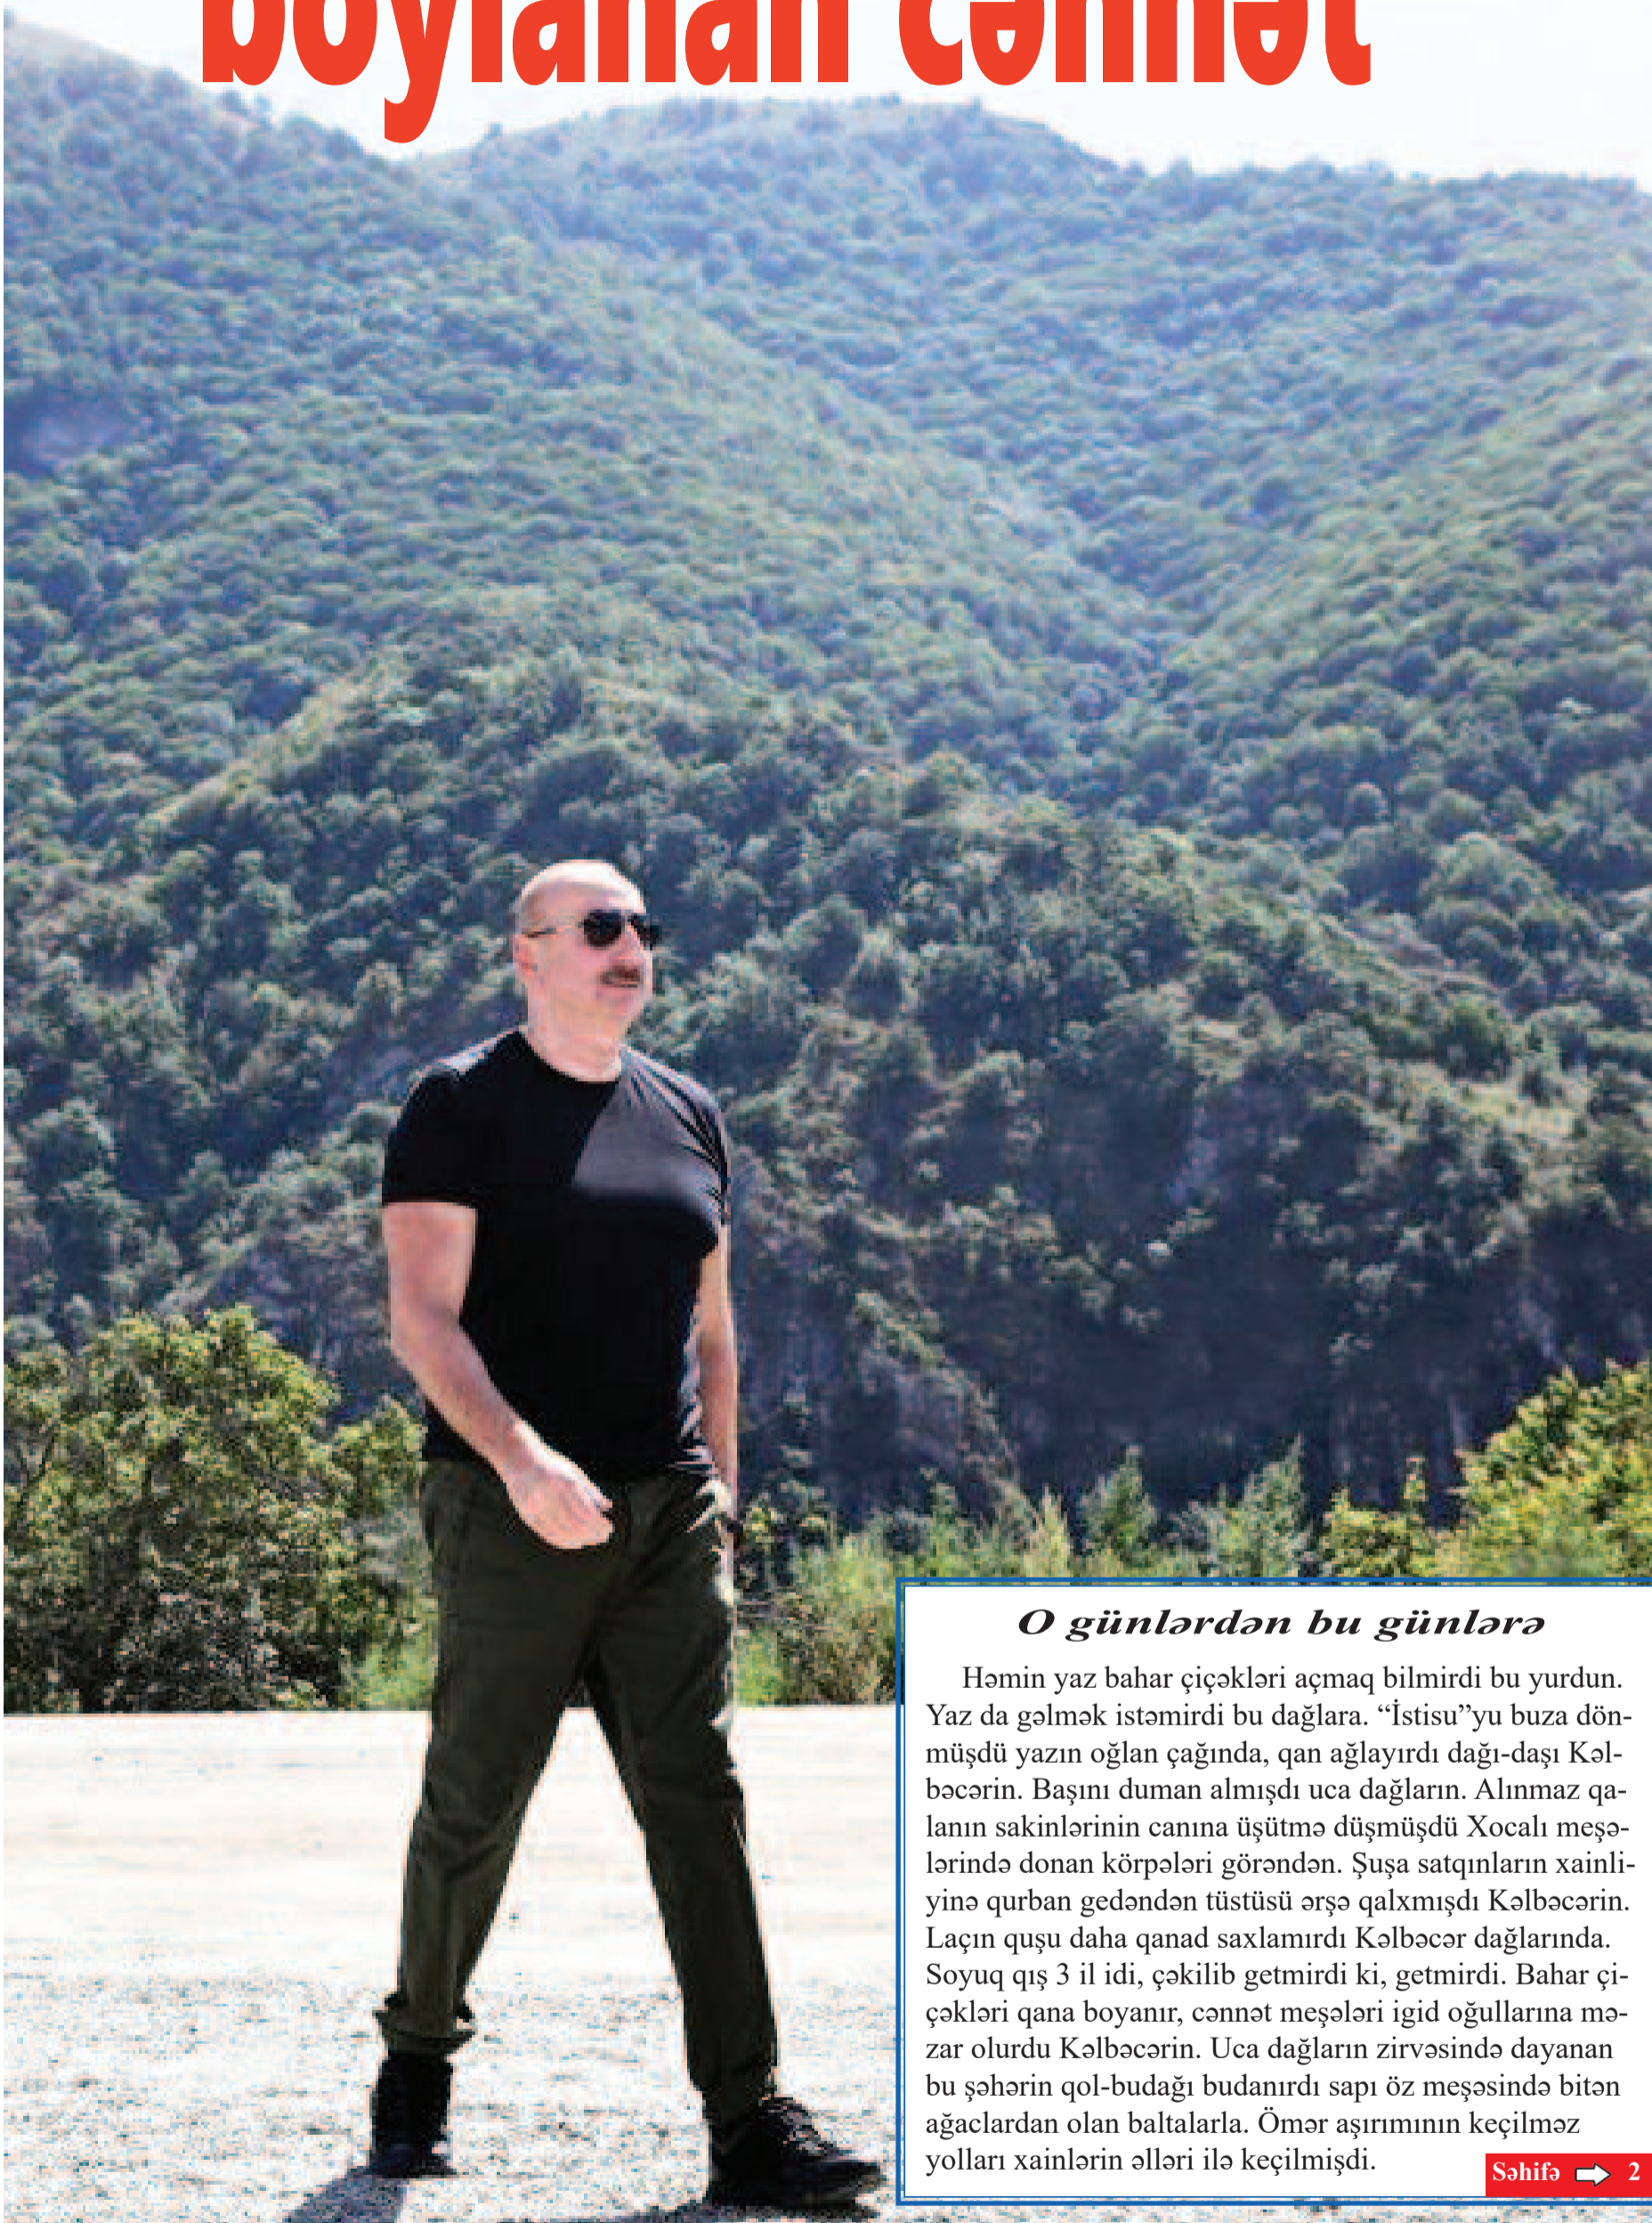 boylanan cənnət
O günlərdən bu günlərə
Həmin yaz bahar çiçəkləri açmaq bilmirdi bu yurdun.
Yaz da gəlmək istəmirdi bu dağlara. “İstisu”yu buza dön-
müşdü yazın oğlan çağında, qan ağlayırdı dağı-daşı Kəl-
bəcərin. Başını duman almışdı uca dağların. Alınmaz qa-
lanın sakinlərinin canına üşütmə düşmüşdü Xocalı meşə-
lərində donan körpələri görəndən. Şuşa satqınların xainli-
yinə qurban gedəndən tüstüsü ərşə qalxmışdı Kəlbəcərin.
Laçın quşu daha qanad saxlamırdı Kəlbəcər dağlarında.
Soyuq qış 3 il idi, çəkilib getmirdi ki, getmirdi. Bahar çi-
çəkləri qana boyanır, cənnət meşələri igid oğullarına mə-
zar olurdu Kəlbəcərin. Uca dağların zirvəsində dayanan
bu şəhərin qol-budağı budanırdı sapı öz meşəsində bitən
ağaclardan olan baltalarla. Ömər aşırımının keçilməz
yolları xainlərin əlləri ilə keçilmişdi.
Səhifə 2